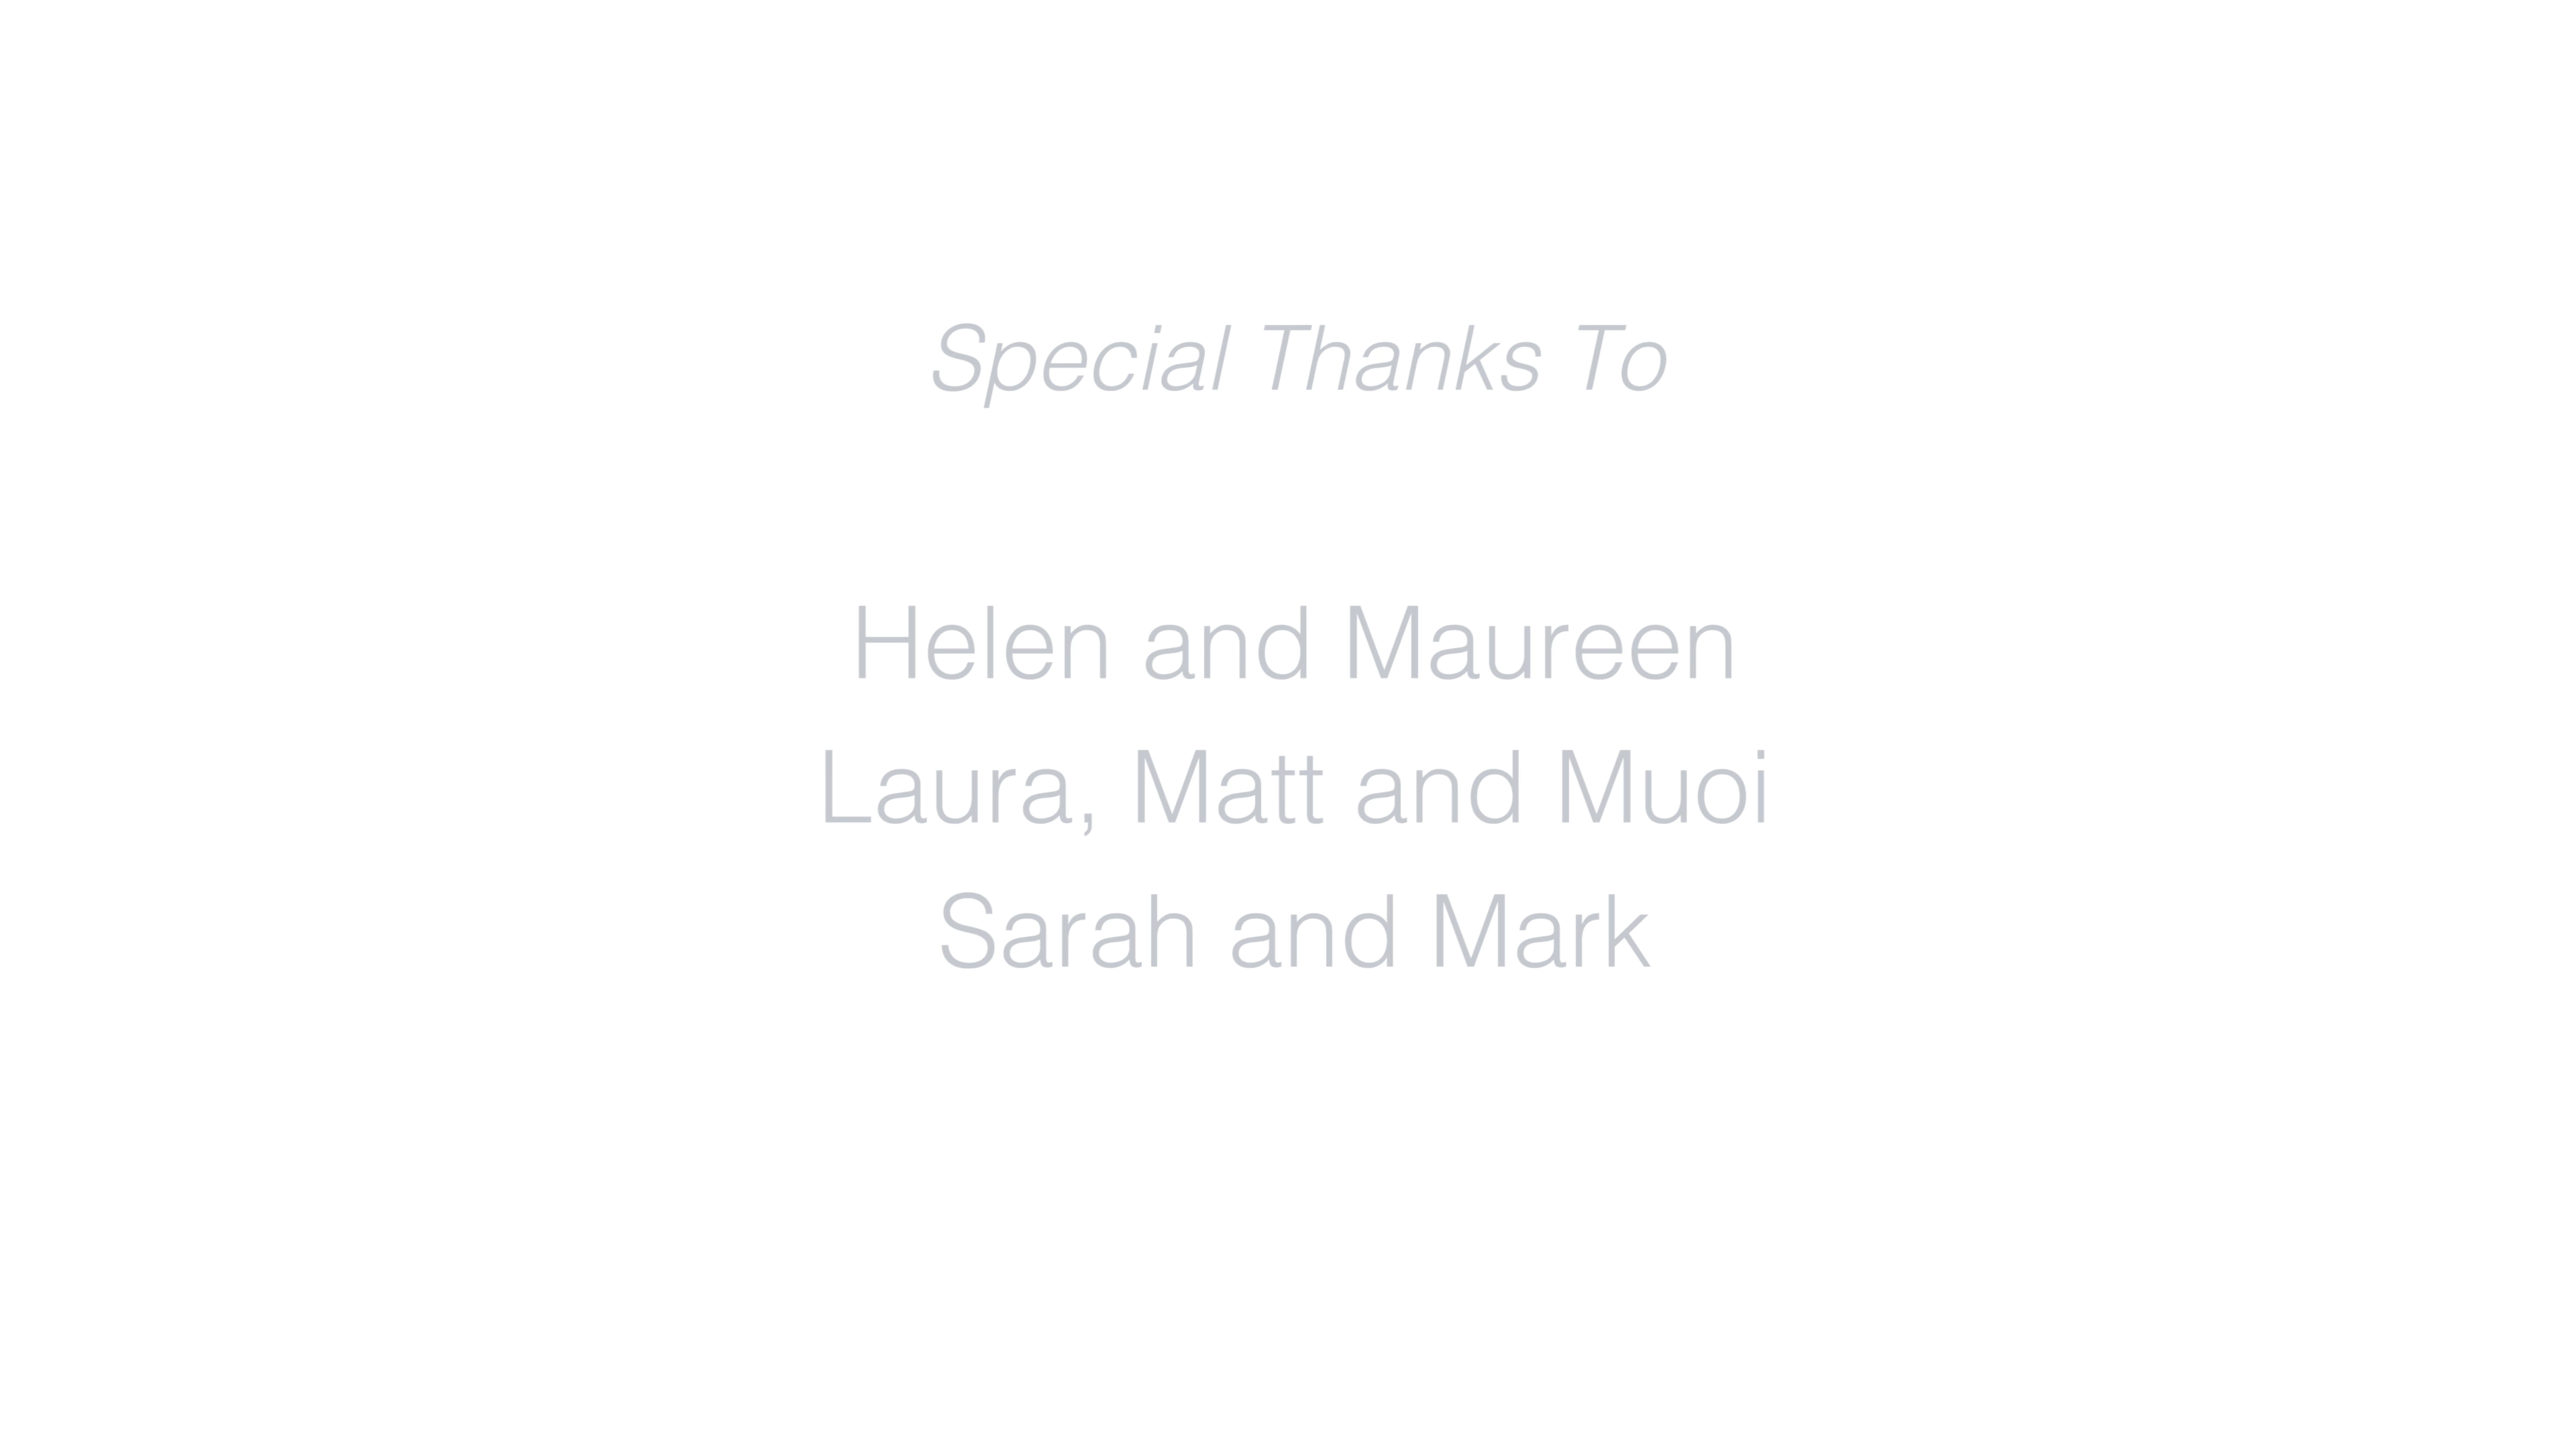 Special Thanks To
Helen and Maureen
Laura, Matt and Muoi
Sarah and Mark